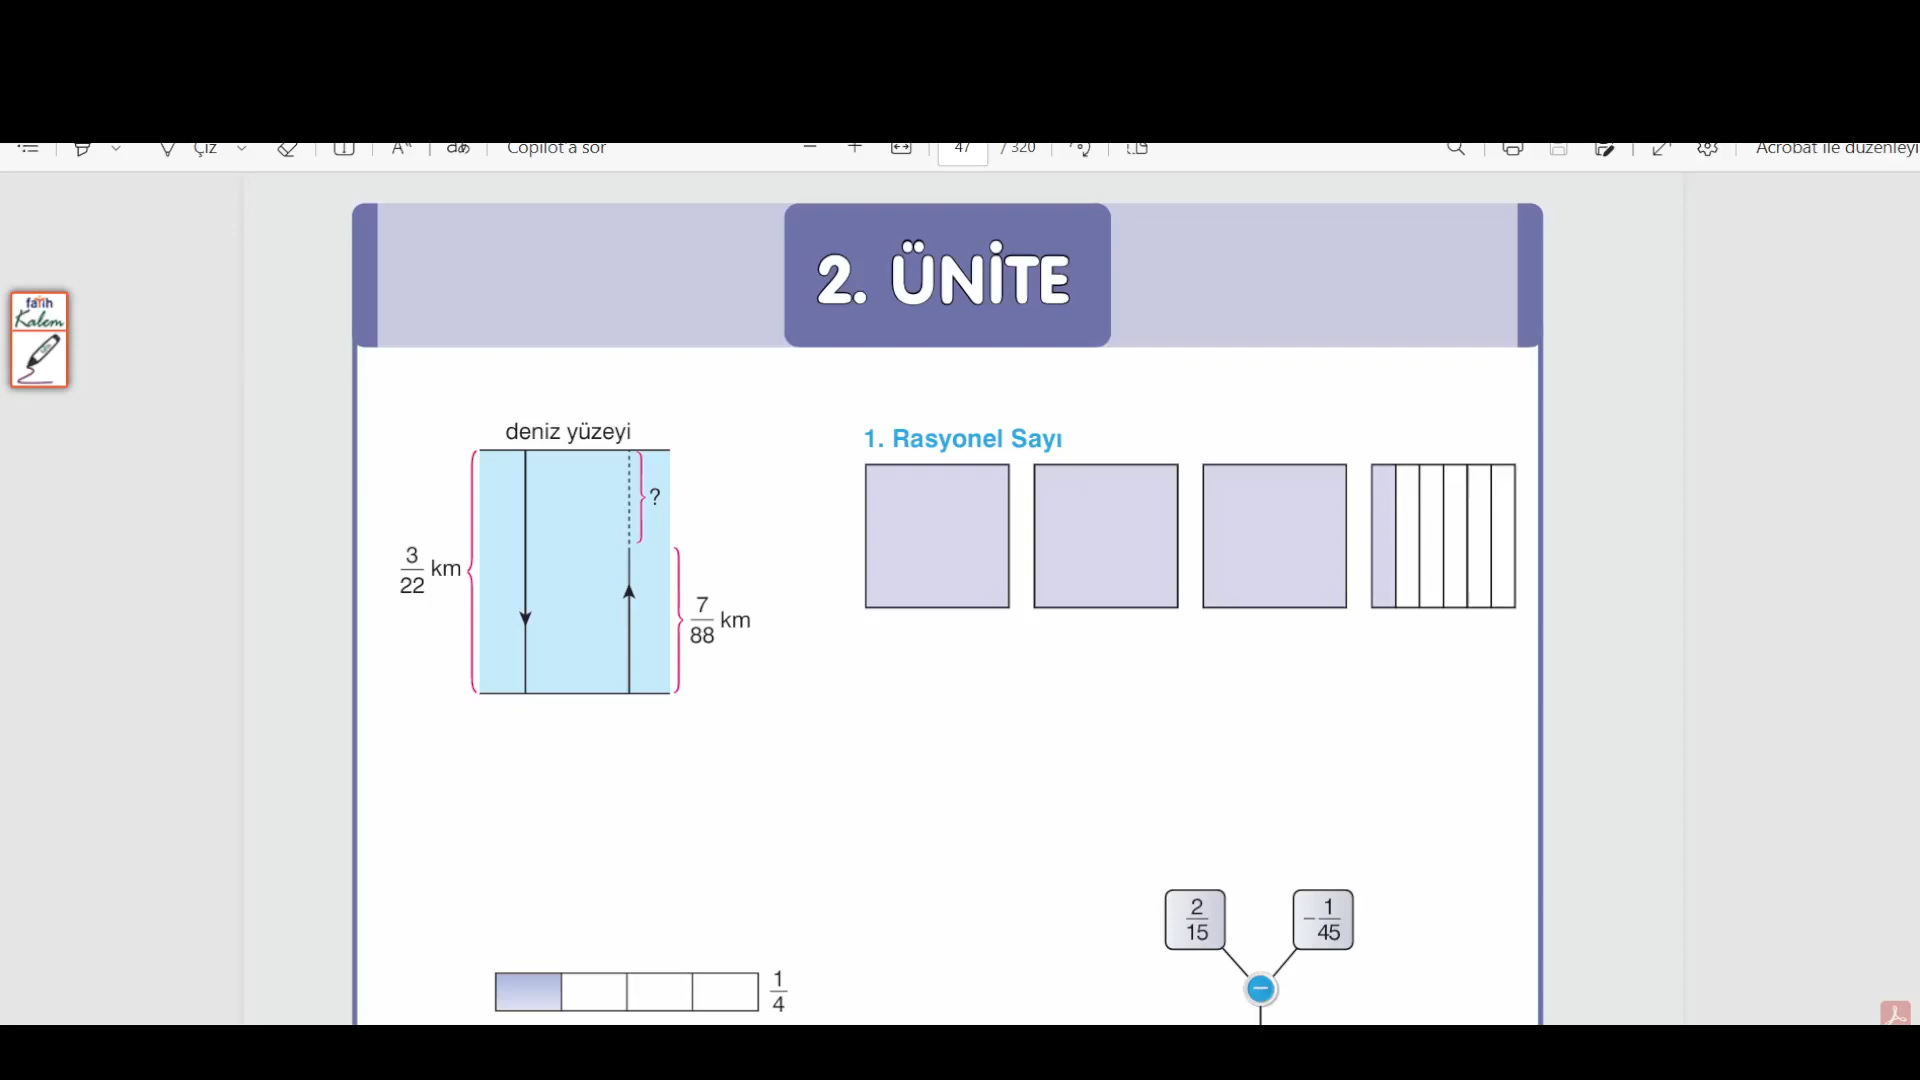 Çiz
Copilot'a sor
47 / 320
Acrobat ile düzenleyi
2. ÜNİTE
fatih
Kalem
deniz yüzeyi
?
3/22 km
7/88 km
1. Rasyonel Sayı
2/15
-1/45
−
1/4